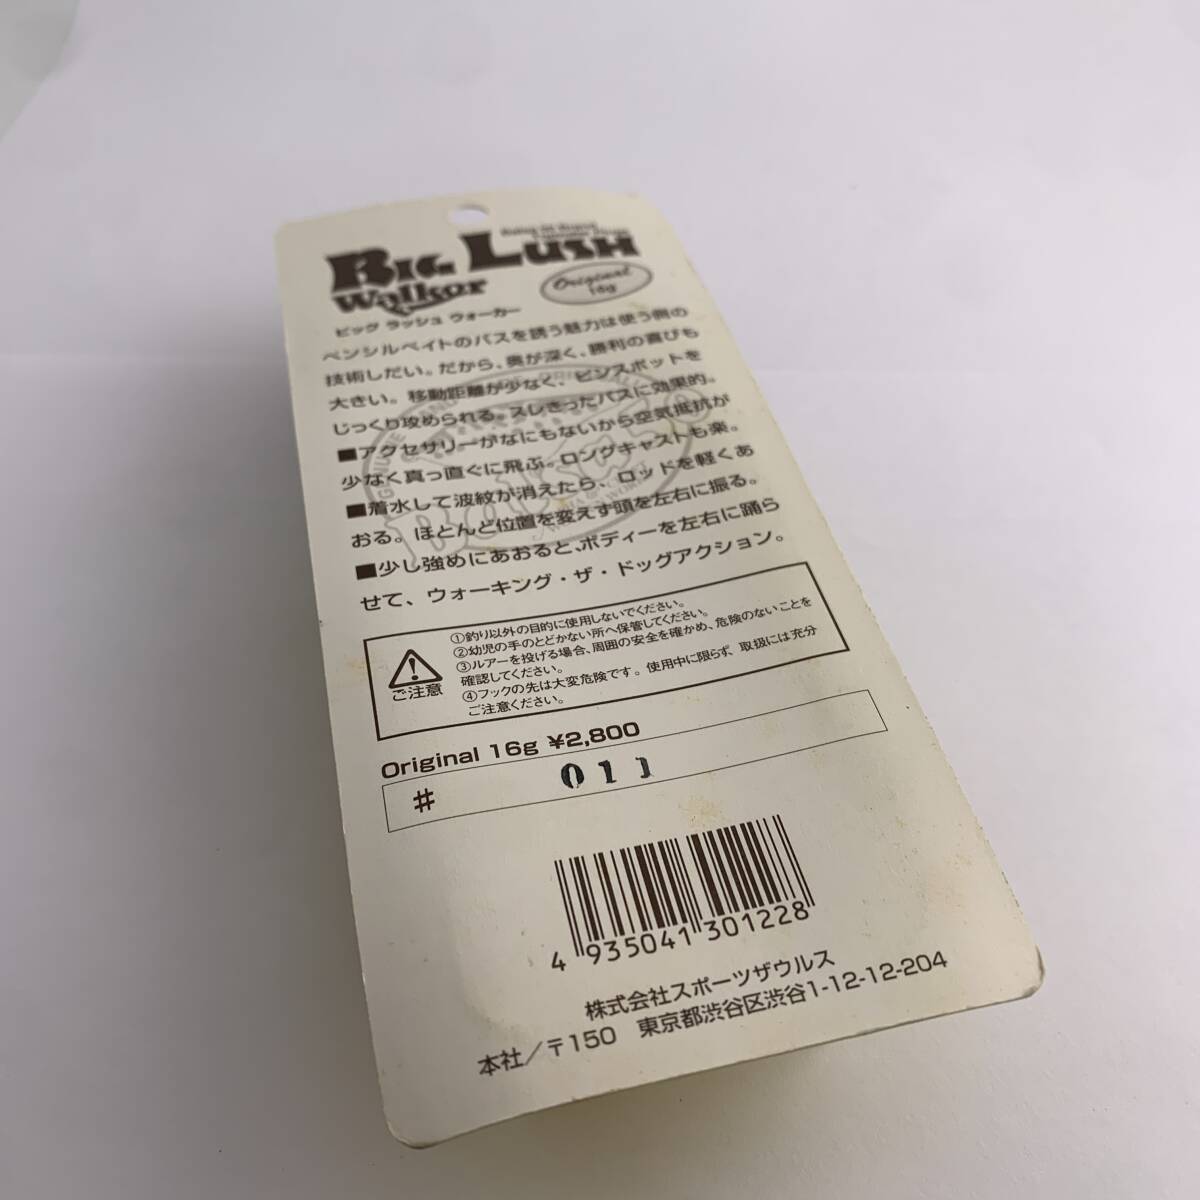 BIG LUSH
Walker
Original
16g
ビッグ ラッシュ ウォーカー
ペンシルベイトのバスを誘う魅力は使う側の
技術しだい。だから、奥が深く、勝利の喜びも
大きい。移動距離が少なく、ピンスポットを
じっくり攻められる。スレきったバスに効果的。
■アクセサリーがなにもないから空気抵抗が
少なく真っ直ぐに飛ぶ。ロングキャストも楽。
■着水して波紋が消えたら、ロッドを軽くあ
おる。ほとんど位置を変えず頭を左右に振る。
■少し強めにあおると、ボディーを左右に踊ら
せて、ウォーキング・ザ・ドッグアクション。
ご注意
①釣り以外の目的に使用しないでください。
②幼児の手のとどかない所へ保管してください。
③ルアーを投げる場合、周囲の安全を確かめ、危険のないことを
確認してください。
④フックの先は大変危険です。使用中に限らず、取扱には充分
ご注意ください。
Original 16g ¥2,800
# 011
4 935041 301228
株式会社スポーツザウルス
本社／〒150 東京都渋谷区渋谷1-12-12-204